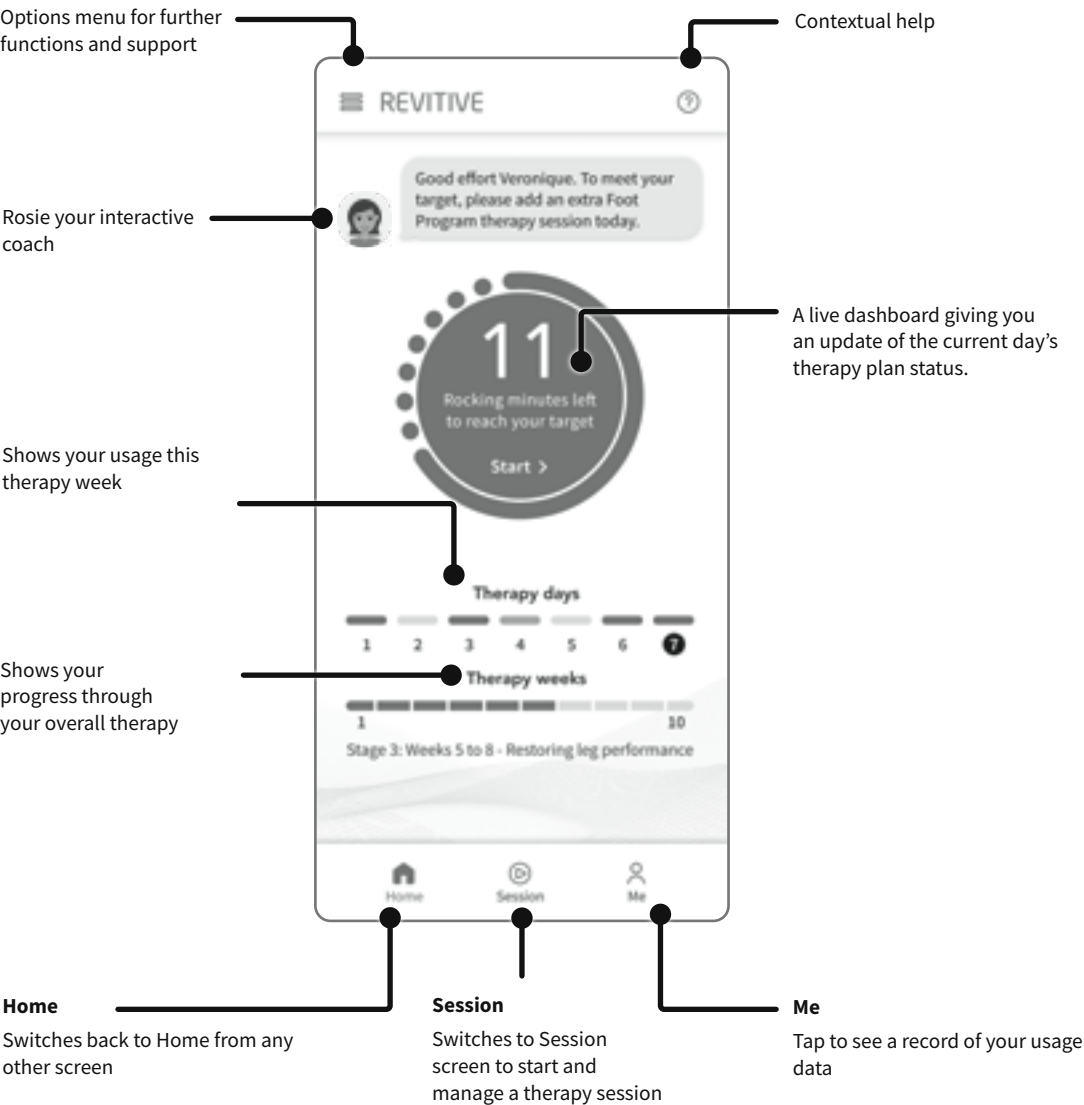 Options menu for further
functions and support
Contextual help
REVITIVE
Good effort Veronique. To meet your
target, please add an extra Foot
Program therapy session today.
Rosie your interactive
coach
11
Rocking minutes left
to reach your target
Start >
A live dashboard giving you
an update of the current day’s
therapy plan status.
Shows your usage this
therapy week
Therapy days
1 2 3 4 5 6 7
Shows your
progress through
your overall therapy
Therapy weeks
1 10
Stage 3: Weeks 5 to 8 - Restoring leg performance
Home Session Me
Home
Switches back to Home from any
other screen
Session
Switches to Session
screen to start and
manage a therapy session
Me
Tap to see a record of your usage
data